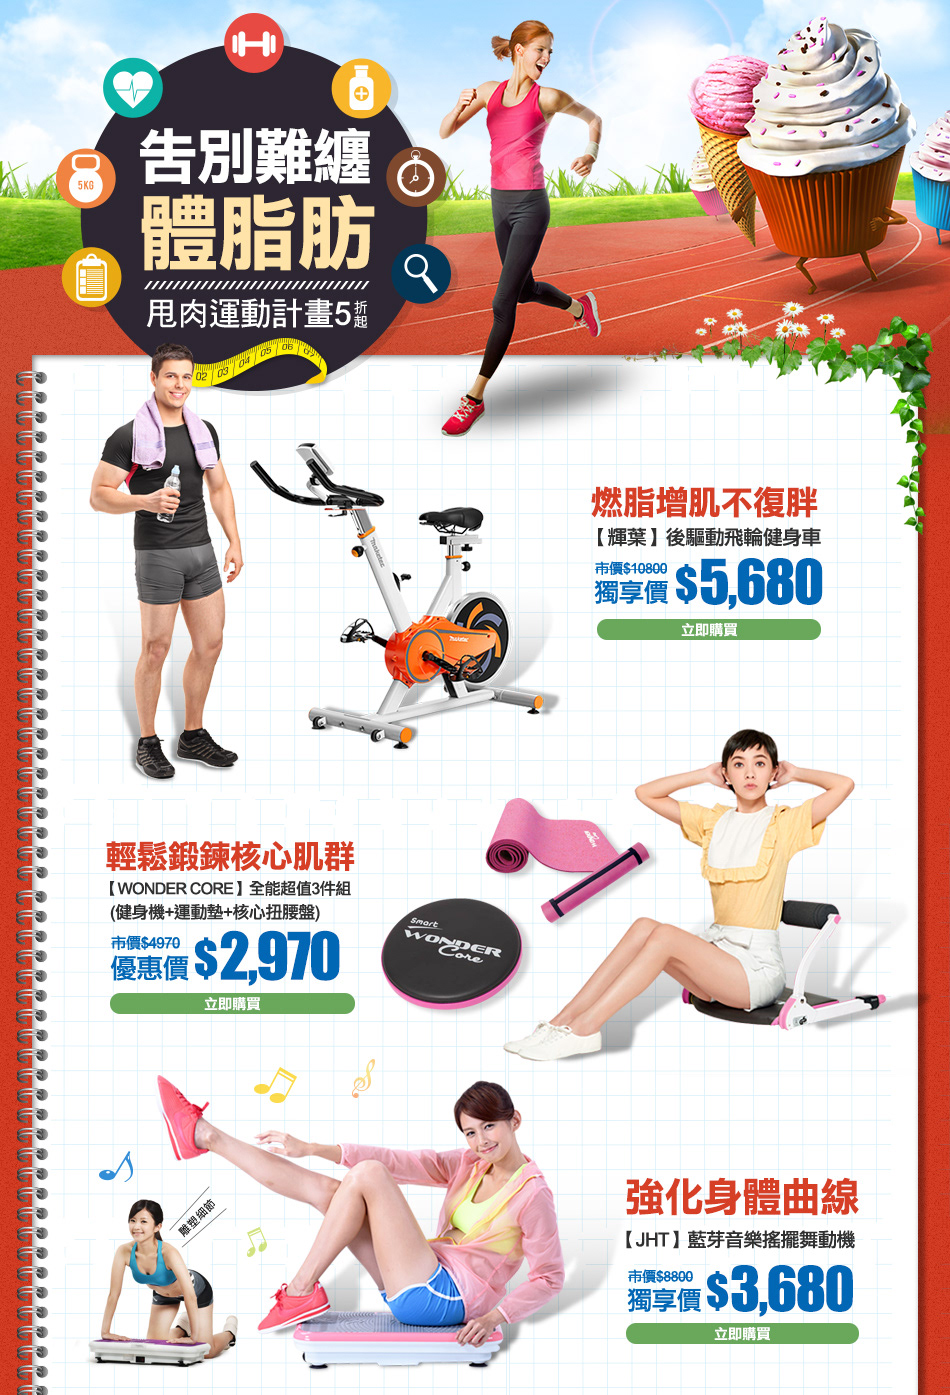 5KG
告別難纏
體脂肪
甩肉運動計畫5折起
02 03 04 05 06 07
燃脂增肌不復胖
【輝葉】後驅動飛輪健身車
市價$10800
獨享價 $5,680
立即購買
輕鬆鍛鍊核心肌群
【WONDER CORE】全能超值3件組
(健身機+運動墊+核心扭腰盤)
市價$4970
優惠價 $2,970
立即購買
Smart
WONDER
Core
雕塑細節
強化身體曲線
【JHT】藍芽音樂搖擺舞動機
市價$8800
獨享價 $3,680
立即購買